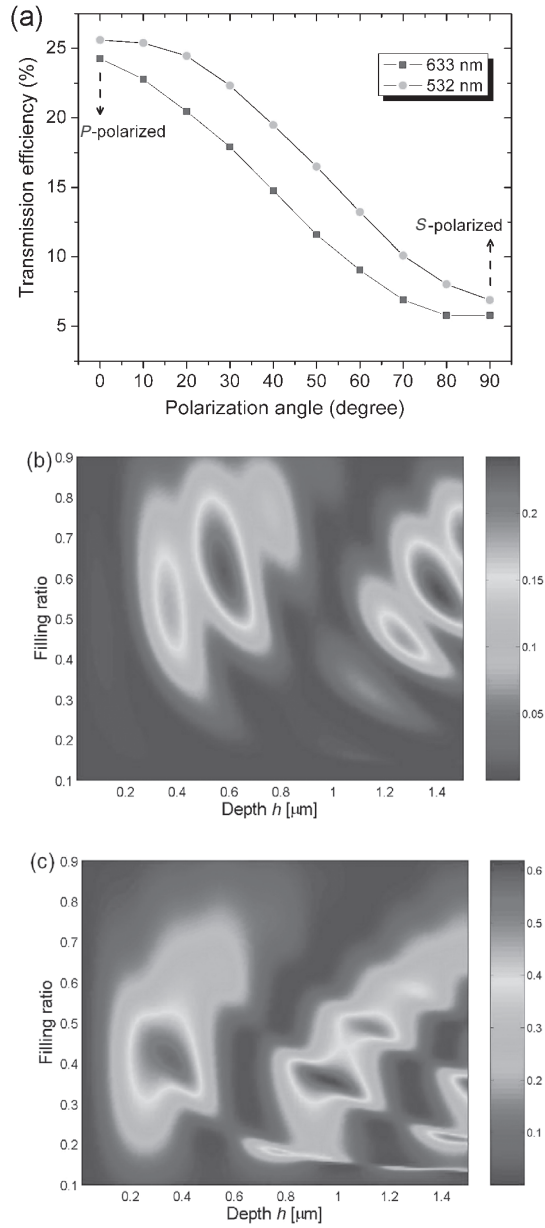 (a)
25
20
15
10
5
Transmission efficiency (%)
633 nm
532 nm
P-polarized
S-polarized
0 10 20 30 40 50 60 70 80 90
Polarization angle (degree)
(b)
0.9
0.8
0.7
0.6
0.5
0.4
0.3
0.2
0.1
Filling ratio
0.2 0.4 0.6 0.8 1 1.2 1.4
Depth h [μm]
0.2
0.15
0.1
0.05
(c)
0.9
0.8
0.7
0.6
0.5
0.4
0.3
0.2
0.1
Filling ratio
0.2 0.4 0.6 0.8 1 1.2 1.4
Depth h [μm]
0.6
0.5
0.4
0.3
0.2
0.1